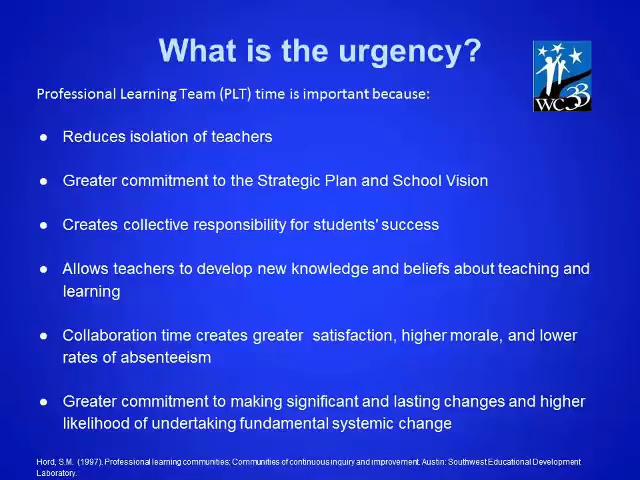 What is the urgency?
WC33
Professional Learning Team (PLT) time is important because:
● Reduces isolation of teachers
● Greater commitment to the Strategic Plan and School Vision
● Creates collective responsibility for students' success
● Allows teachers to develop new knowledge and beliefs about teaching and
learning
● Collaboration time creates greater  satisfaction, higher morale, and lower
rates of absenteeism
● Greater commitment to making significant and lasting changes and higher
likelihood of undertaking fundamental systemic change
Hord, S.M. (1997). Professional learning communities: Communities of continuous inquiry and improvement. Austin: Southwest Educational Development
Laboratory.